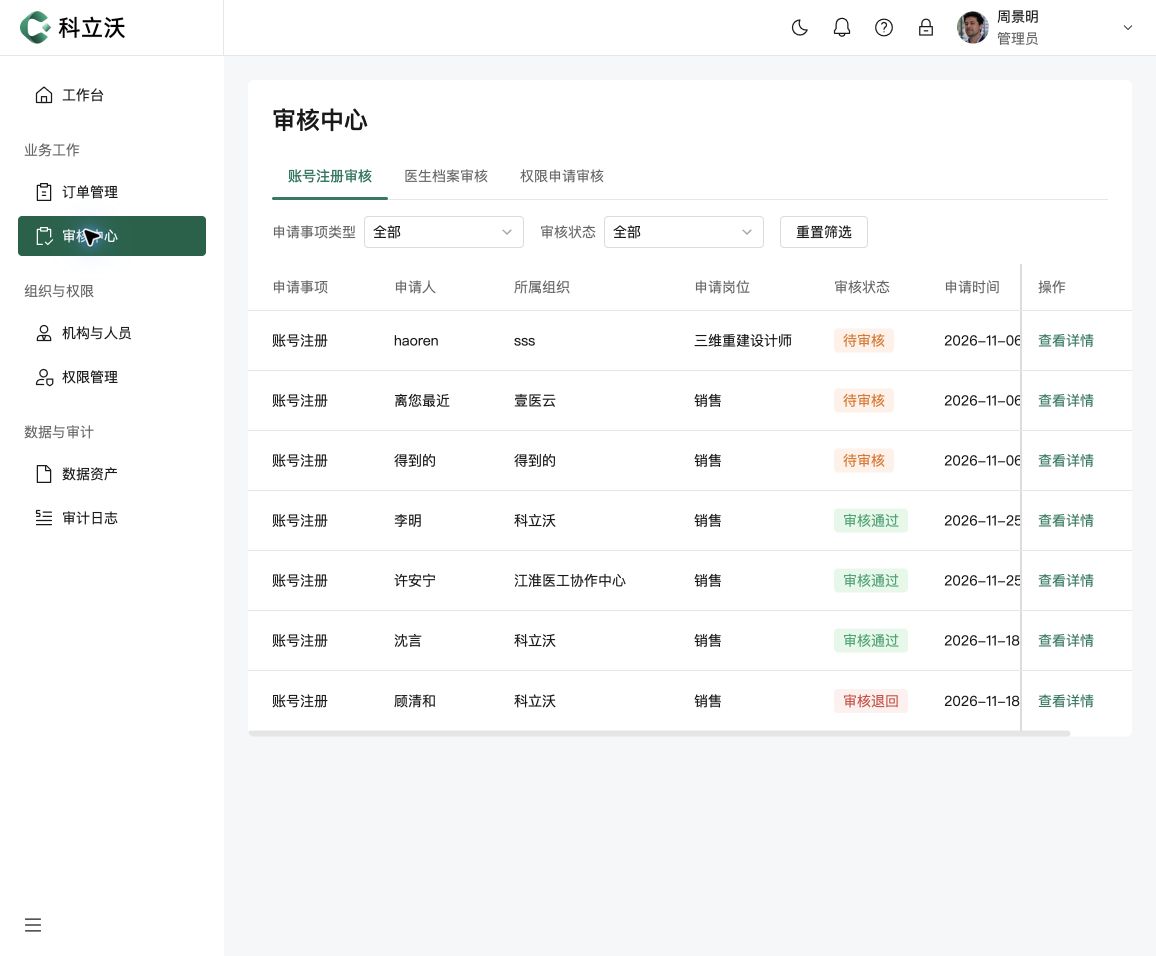 科立沃
周景明
管理员
工作台
业务工作
订单管理
审核中心
组织与权限
机构与人员
权限管理
数据与审计
数据资产
审计日志
审核中心
账号注册审核 医生档案审核 权限申请审核
申请事项类型 全部 审核状态 全部 重置筛选
申请事项 申请人 所属组织 申请岗位 审核状态 申请时间 操作
账号注册 haoren sss 三维重建设计师 待审核 2026-11-06 查看详情
账号注册 离您最近 壹医云 销售 待审核 2026-11-06 查看详情
账号注册 得到的 得到的 销售 待审核 2026-11-06 查看详情
账号注册 李明 科立沃 销售 审核通过 2026-11-25 查看详情
账号注册 许安宁 江淮医工协作中心 销售 审核通过 2026-11-25 查看详情
账号注册 沈言 科立沃 销售 审核通过 2026-11-18 查看详情
账号注册 顾清和 科立沃 销售 审核退回 2026-11-18 查看详情